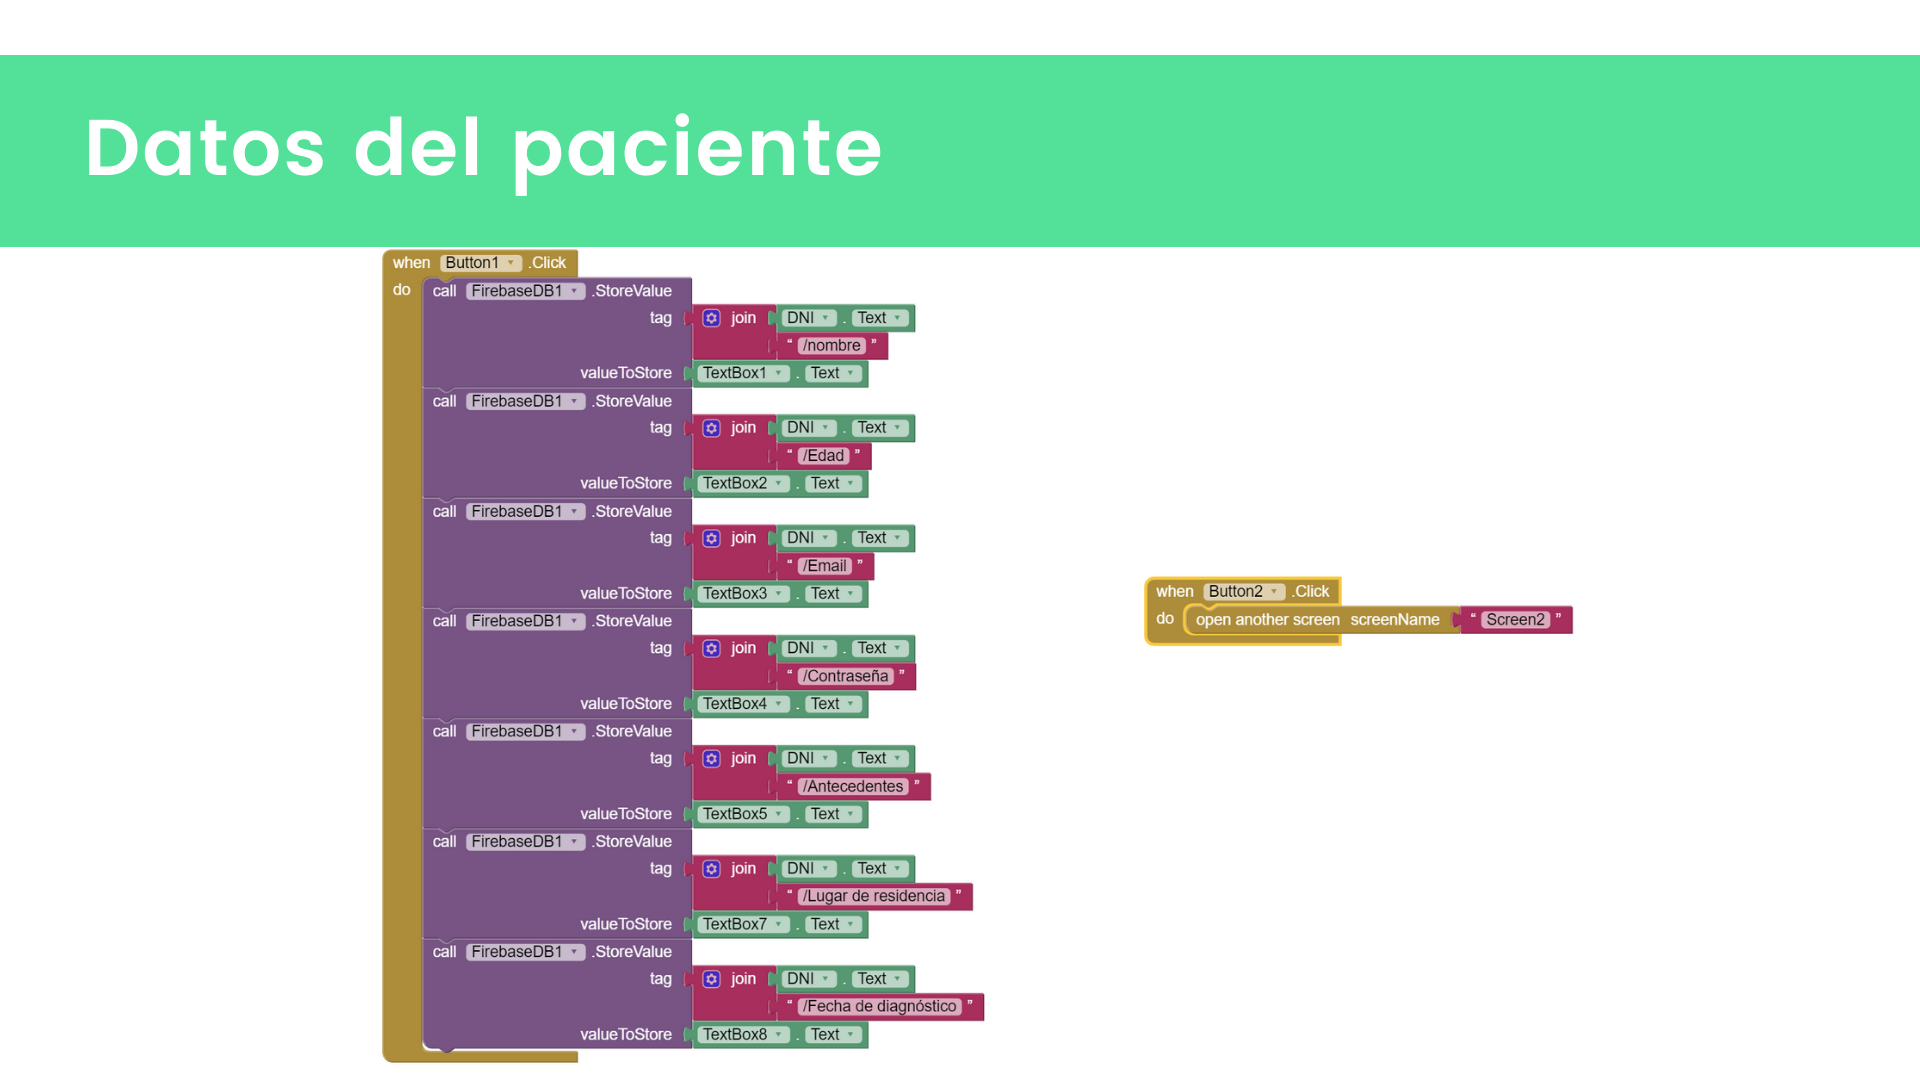 Datos del paciente
when Button1 .Click
do call FirebaseDB1 .StoreValue
tag join DNI . Text
“ /nombre ”
valueToStore TextBox1 . Text
call FirebaseDB1 .StoreValue
tag join DNI . Text
“ /Edad ”
valueToStore TextBox2 . Text
call FirebaseDB1 .StoreValue
tag join DNI . Text
“ /Email ”
valueToStore TextBox3 . Text
call FirebaseDB1 .StoreValue
tag join DNI . Text
“ /Contraseña ”
valueToStore TextBox4 . Text
call FirebaseDB1 .StoreValue
tag join DNI . Text
“ /Antecedentes ”
valueToStore TextBox5 . Text
call FirebaseDB1 .StoreValue
tag join DNI . Text
“ /Lugar de residencia ”
valueToStore TextBox7 . Text
call FirebaseDB1 .StoreValue
tag join DNI . Text
“ /Fecha de diagnóstico ”
valueToStore TextBox8 . Text
when Button2 .Click
do open another screen screenName “ Screen2 ”